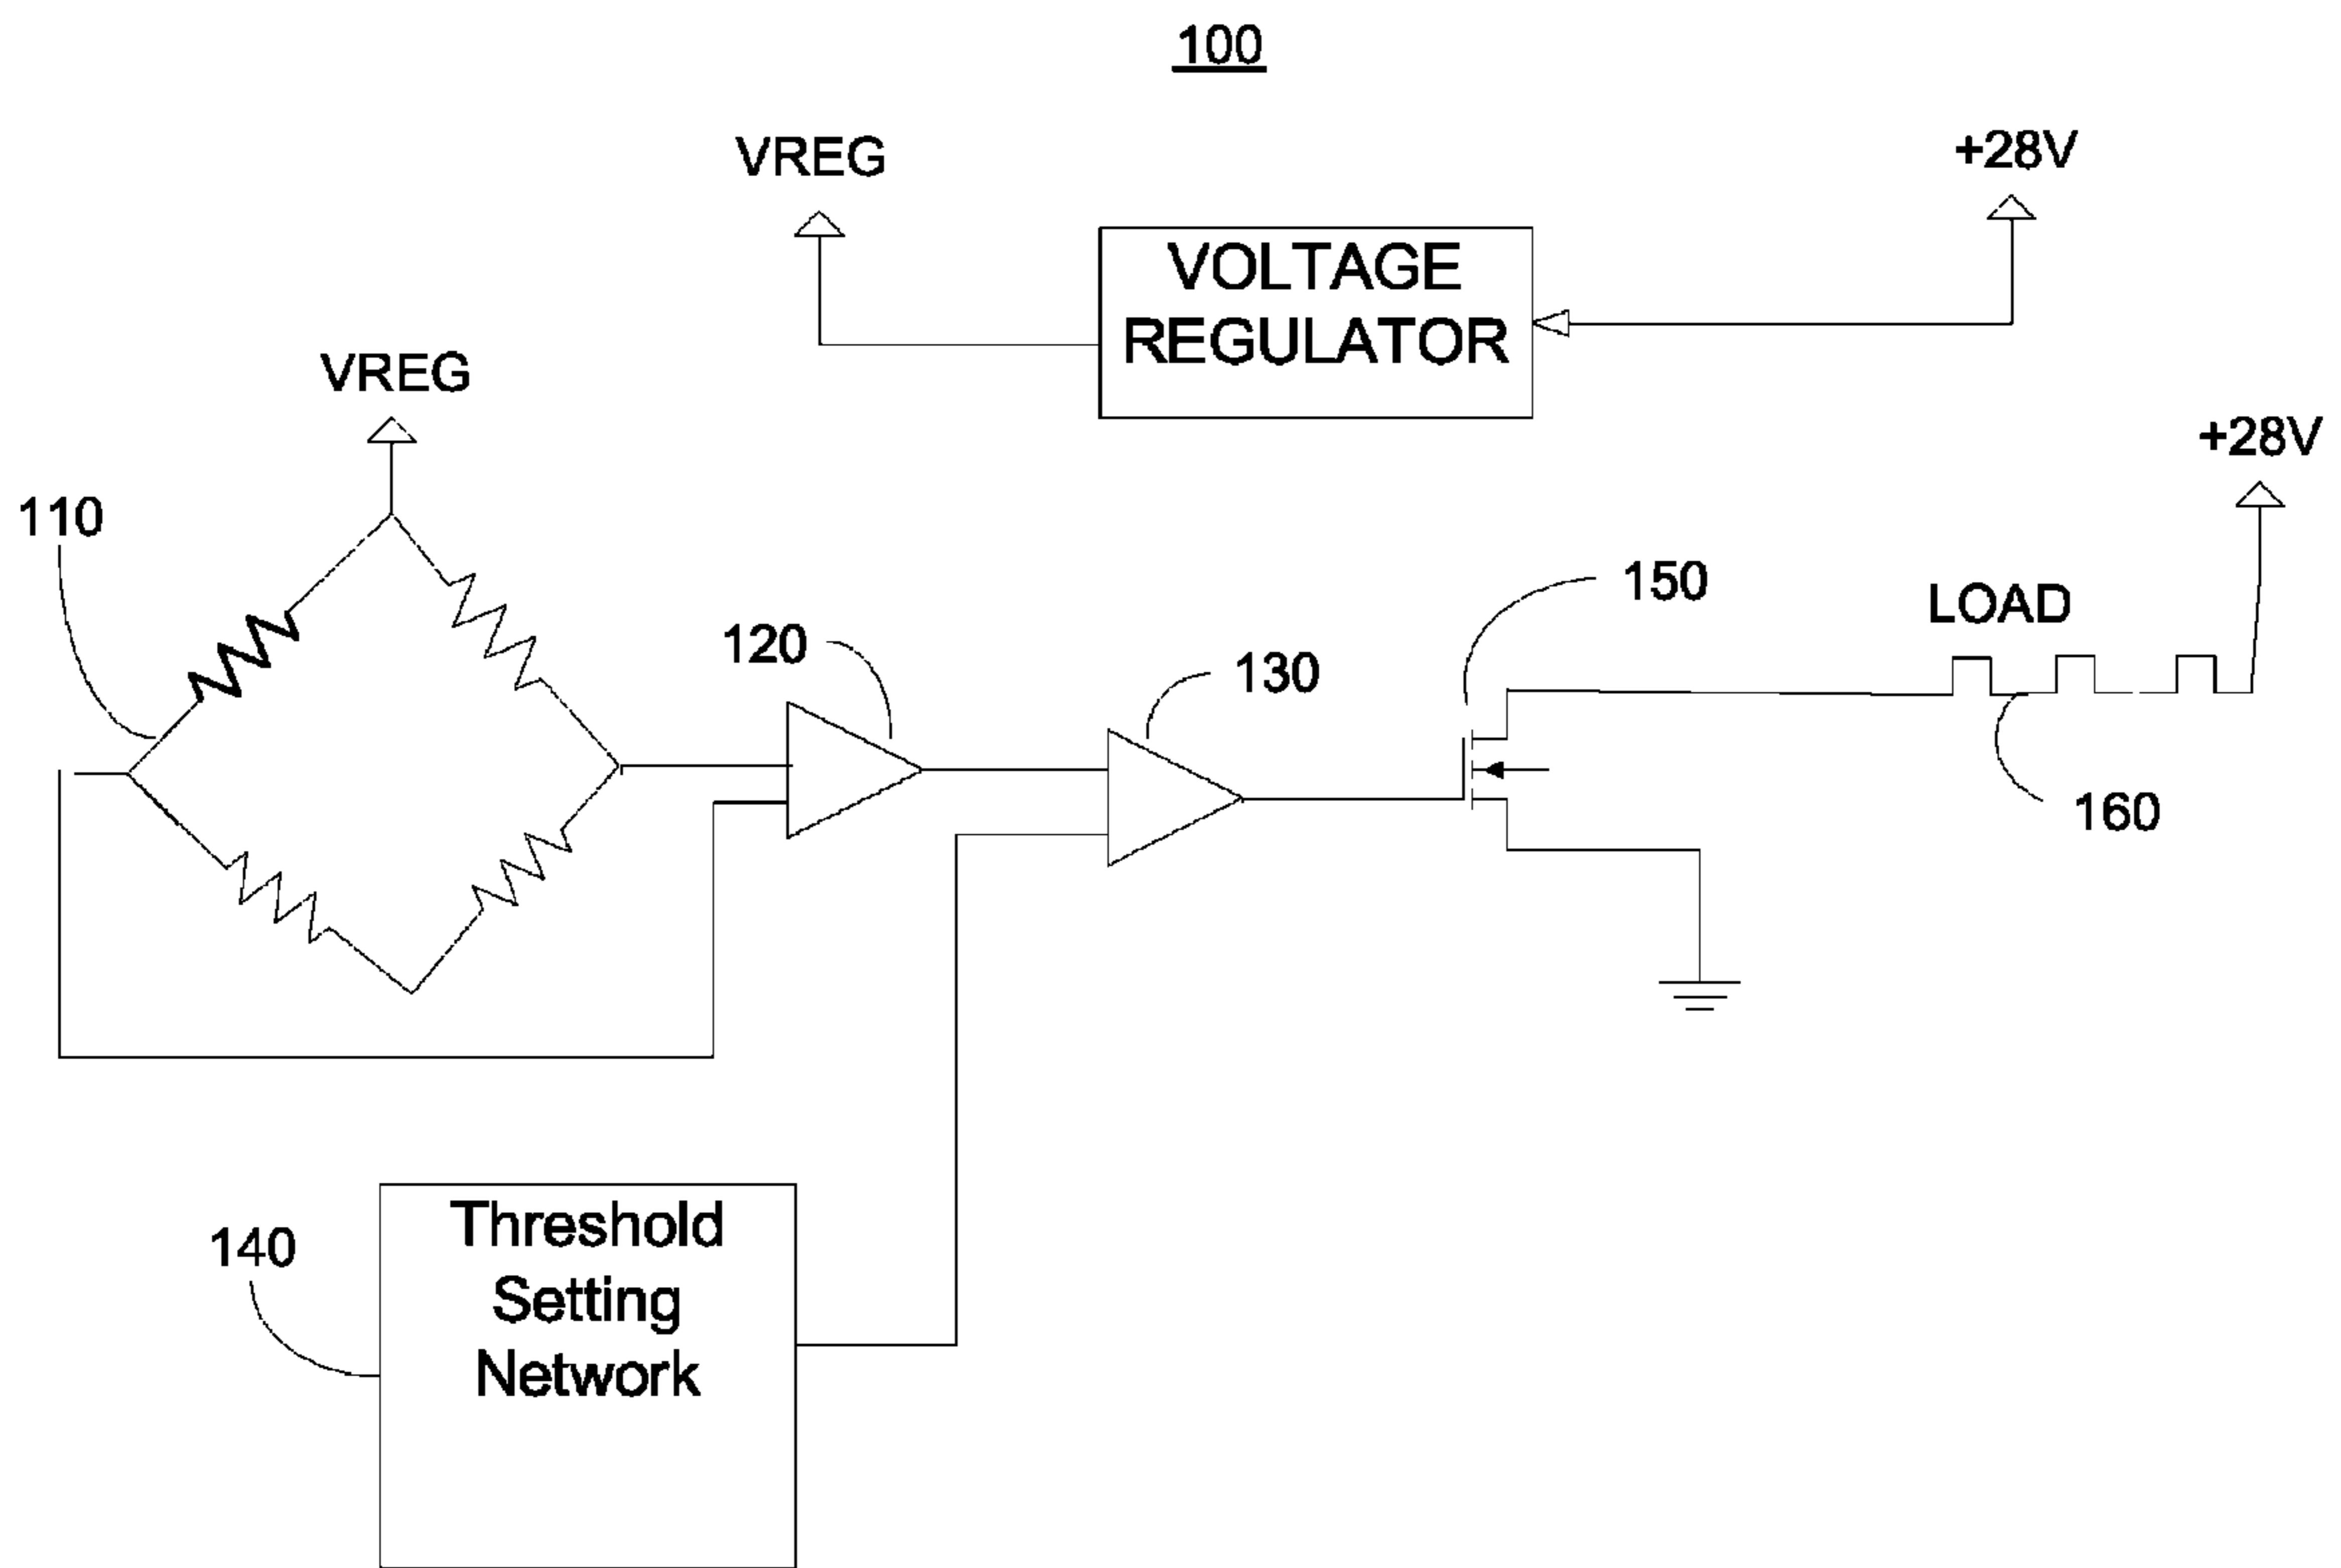 100
VREG
+28V
VOLTAGE
REGULATOR
VREG
+28V
110
150
LOAD
120
130
160
Threshold
Setting
Network
140